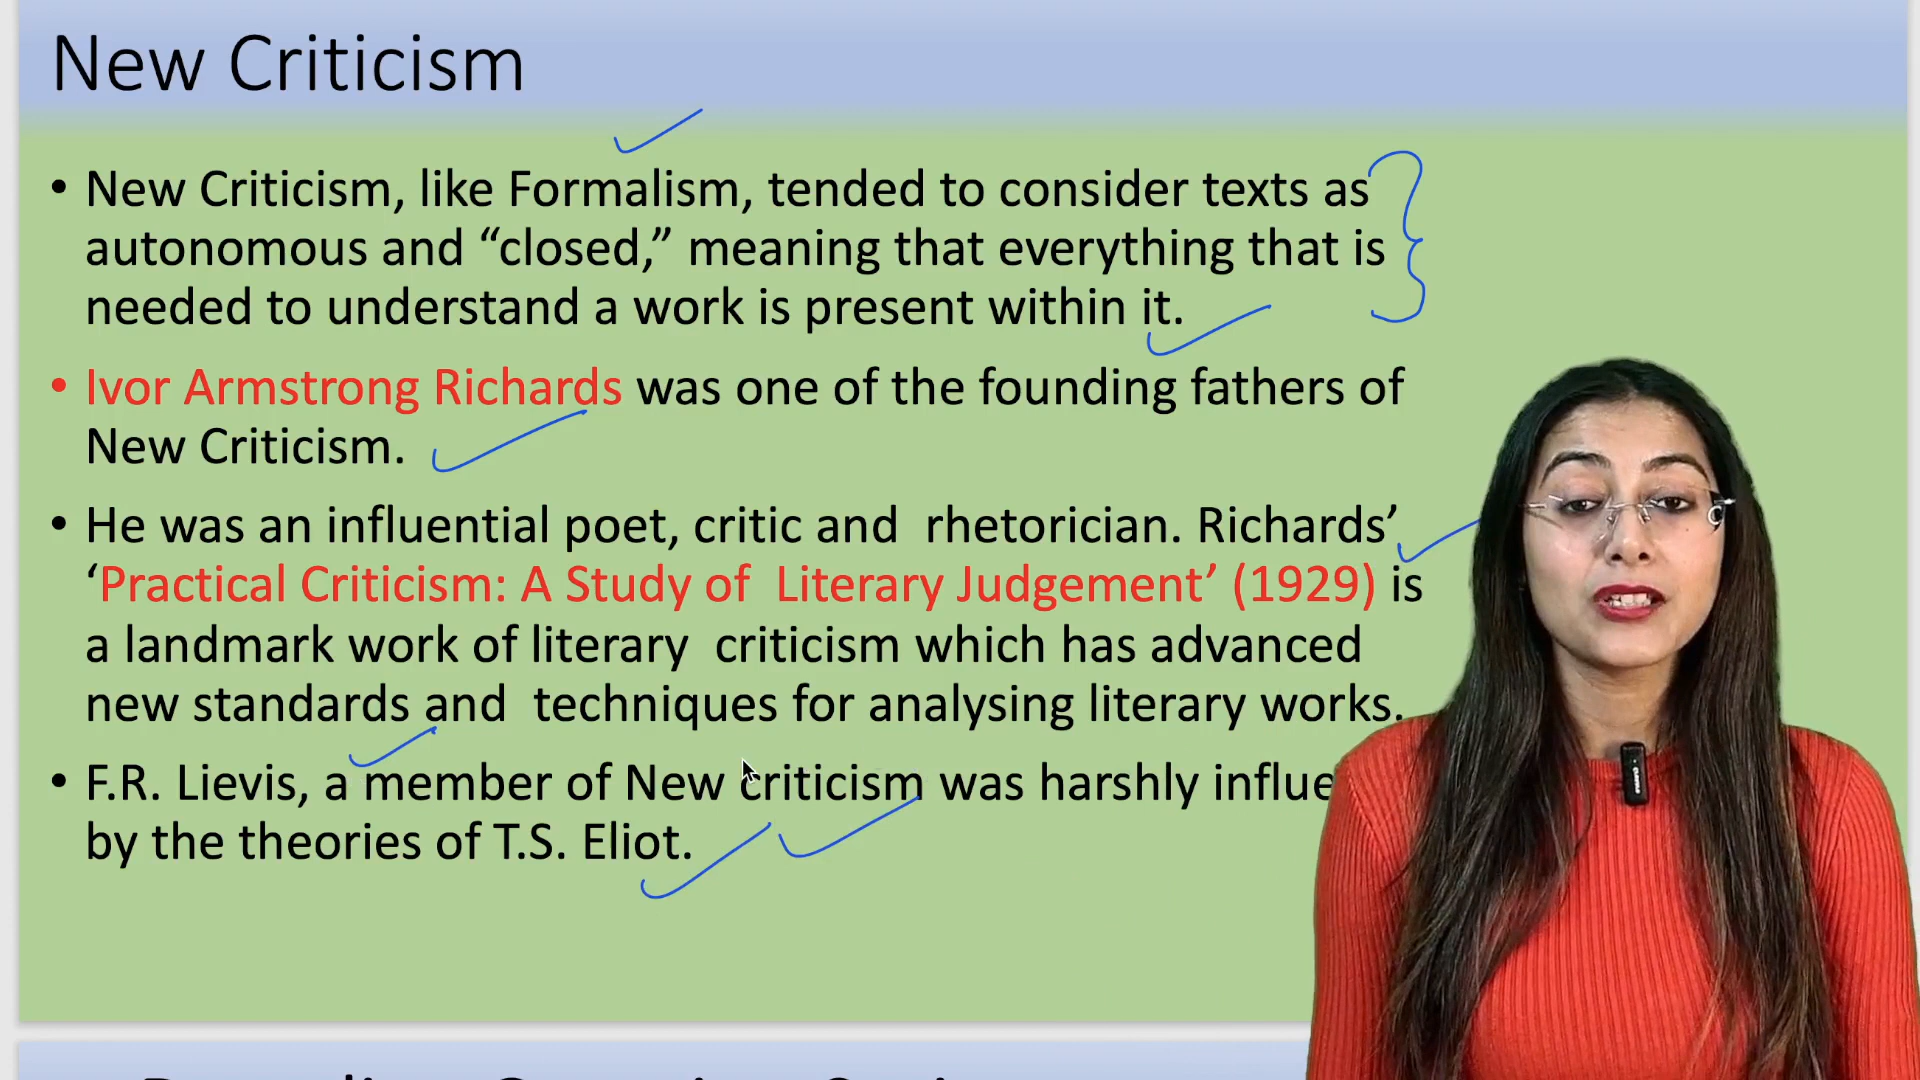 New Criticism
• New Criticism, like Formalism, tended to consider texts as
autonomous and “closed,” meaning that everything that is
needed to understand a work is present within it.
• Ivor Armstrong Richards was one of the founding fathers of
New Criticism.
• He was an influential poet, critic and rhetorician. Richards’
‘Practical Criticism: A Study of Literary Judgement’ (1929) is
a landmark work of literary criticism which has advanced
new standards and techniques for analysing literary works.
• F.R. Lievis, a member of New criticism was harshly influe
by the theories of T.S. Eliot.